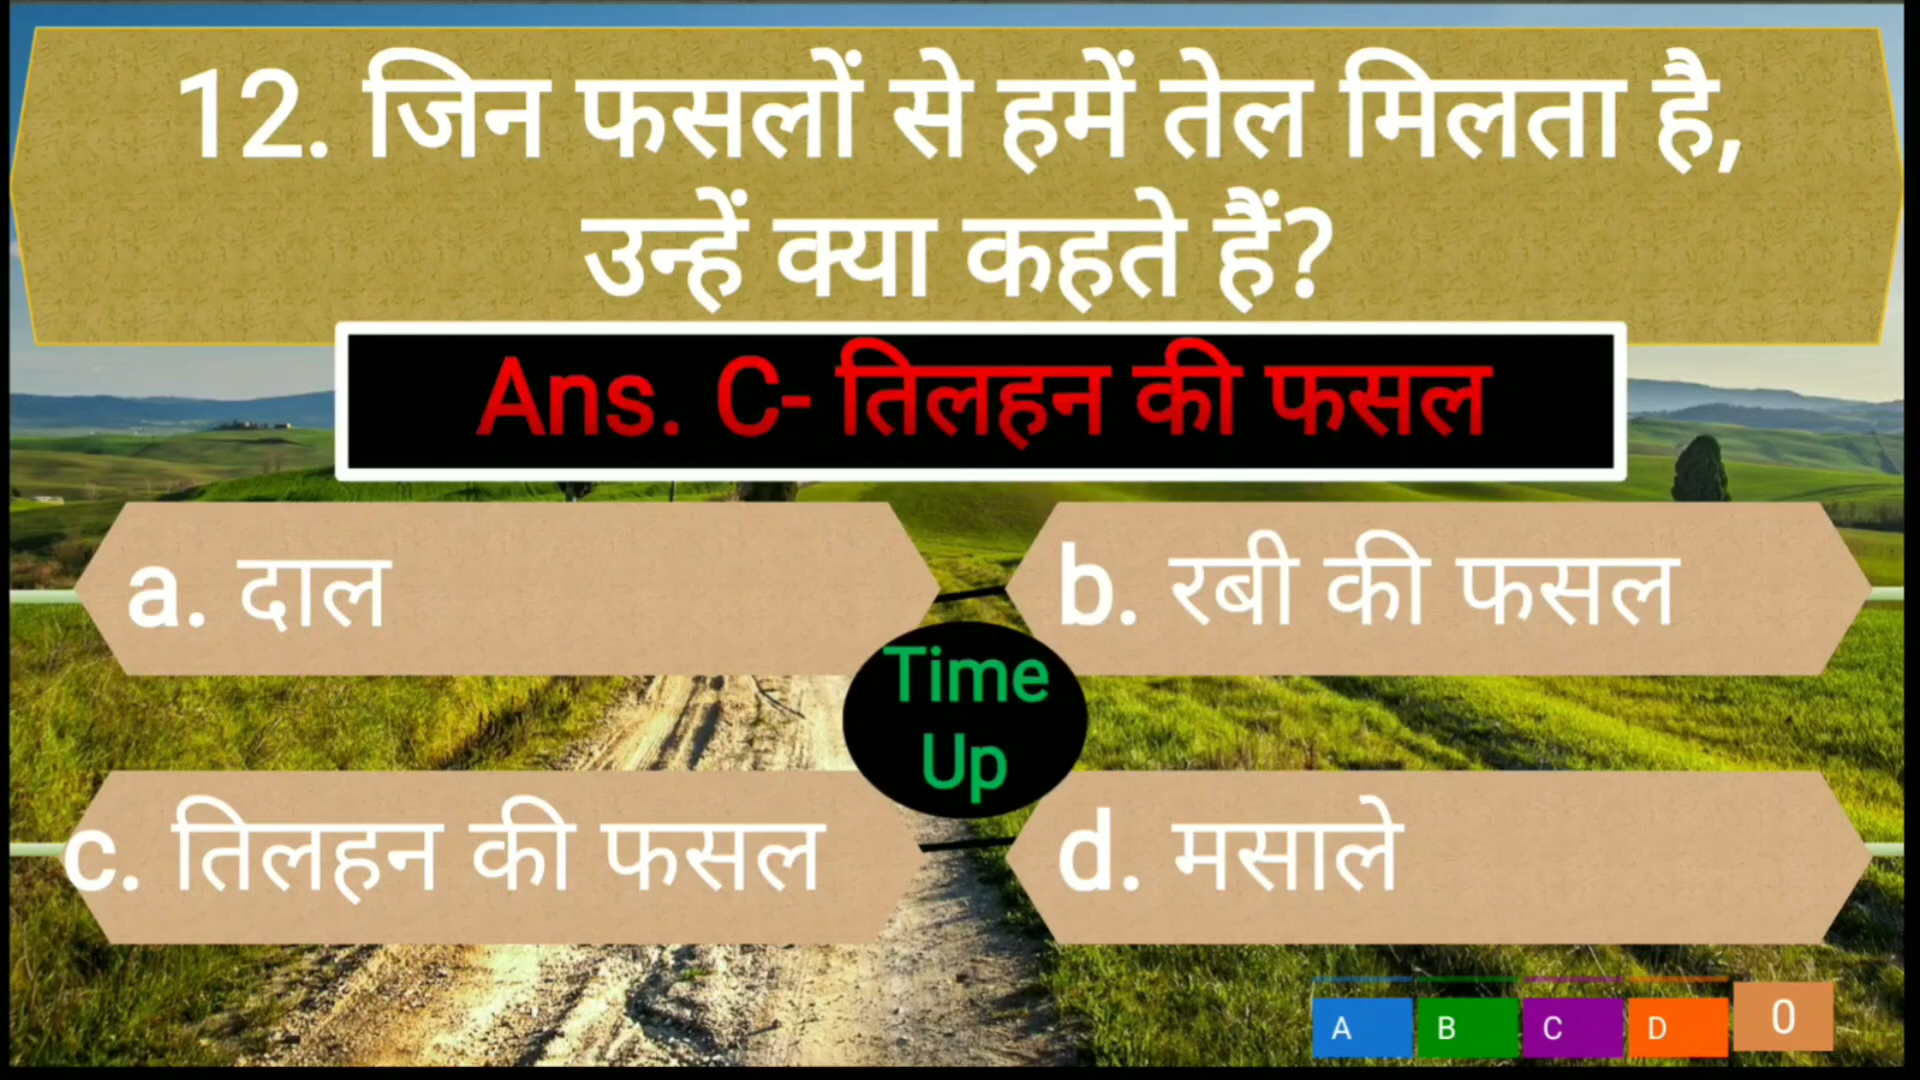 12. जिन फसलों से हमें तेल मिलता है,
उन्हें क्या कहते हैं?
Ans. C- तिलहन की फसल
a. दाल
b. रबी की फसल
Time
Up
c. तिलहन की फसल
d. मसाले
A B C D 0